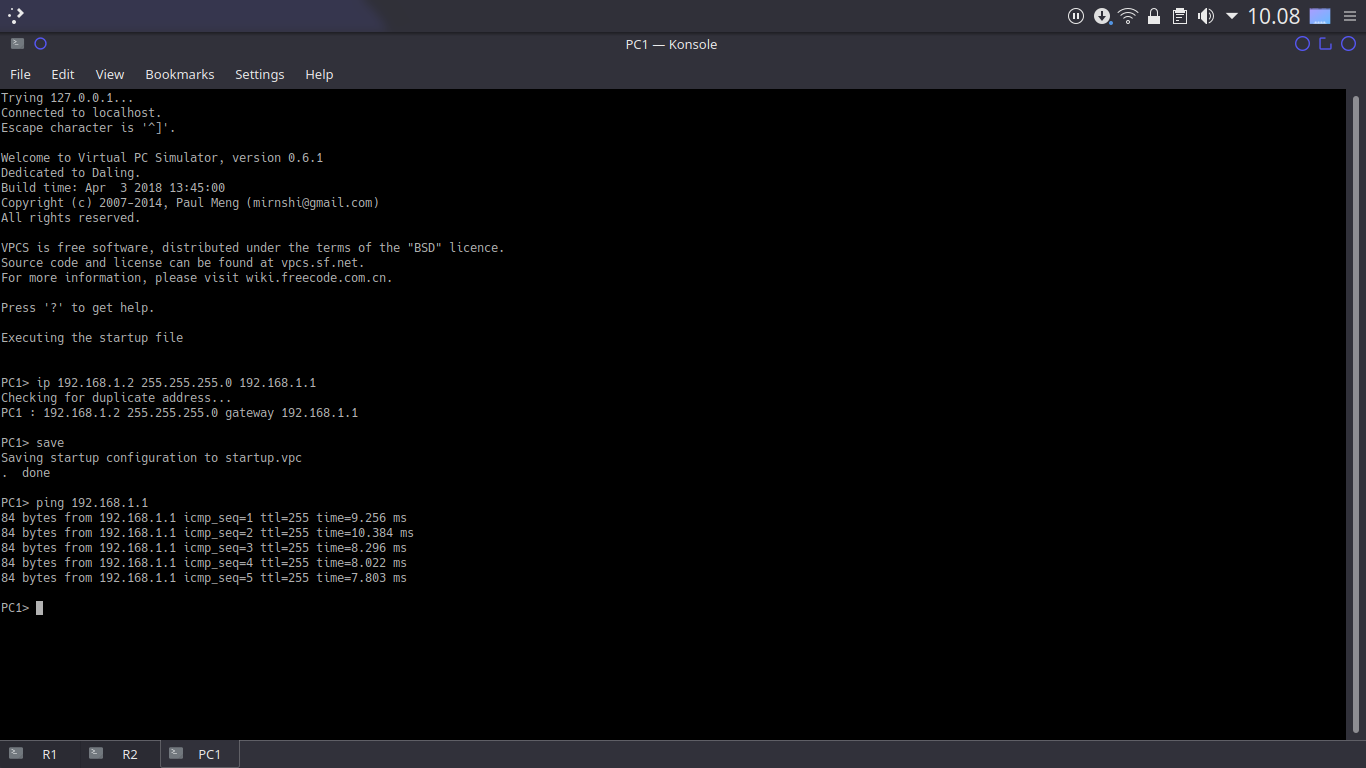 10.08
PC1 — Konsole
File Edit View Bookmarks Settings Help
Trying 127.0.0.1...
Connected to localhost.
Escape character is '^]'.
Welcome to Virtual PC Simulator, version 0.6.1
Dedicated to Daling.
Build time: Apr  3 2018 13:45:00
Copyright (c) 2007-2014, Paul Meng (mirnshi@gmail.com)
All rights reserved.
VPCS is free software, distributed under the terms of the "BSD" licence.
Source code and license can be found at vpcs.sf.net.
For more information, please visit wiki.freecode.com.cn.
Press '?' to get help.
Executing the startup file
PC1> ip 192.168.1.2 255.255.255.0 192.168.1.1
Checking for duplicate address...
PC1 : 192.168.1.2 255.255.255.0 gateway 192.168.1.1
PC1> save
Saving startup configuration to startup.vpc
.  done
PC1> ping 192.168.1.1
84 bytes from 192.168.1.1 icmp_seq=1 ttl=255 time=9.256 ms
84 bytes from 192.168.1.1 icmp_seq=2 ttl=255 time=10.384 ms
84 bytes from 192.168.1.1 icmp_seq=3 ttl=255 time=8.296 ms
84 bytes from 192.168.1.1 icmp_seq=4 ttl=255 time=8.022 ms
84 bytes from 192.168.1.1 icmp_seq=5 ttl=255 time=7.803 ms
PC1>
R1 R2 PC1